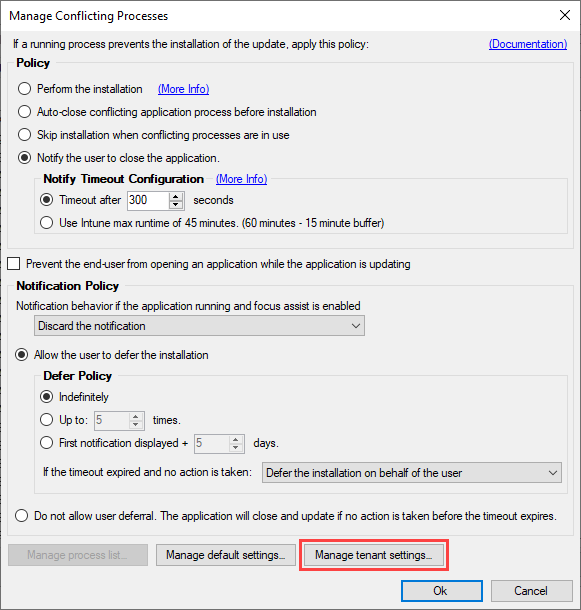 Manage Conflicting Processes
If a running process prevents the installation of the update, apply this policy: (Documentation)
Policy
Perform the installation (More Info)
Auto-close conflicting application process before installation
Skip installation when conflicting processes are in use
Notify the user to close the application.
Notify Timeout Configuration (More Info)
Timeout after 300 seconds
Use Intune max runtime of 45 minutes. (60 minutes - 15 minute buffer)
Prevent the end-user from opening an application while the application is updating
Notification Policy
Notification behavior if the application running and focus assist is enabled
Discard the notification
Allow the user to defer the installation
Defer Policy
Indefinitely
Up to: 5 times.
First notification displayed + 5 days.
If the timeout expired and no action is taken: Defer the installation on behalf of the user
Do not allow user deferral. The application will close and update if no action is taken before the timeout expires.
Manage process list... Manage default settings... Manage tenant settings...
Ok Cancel